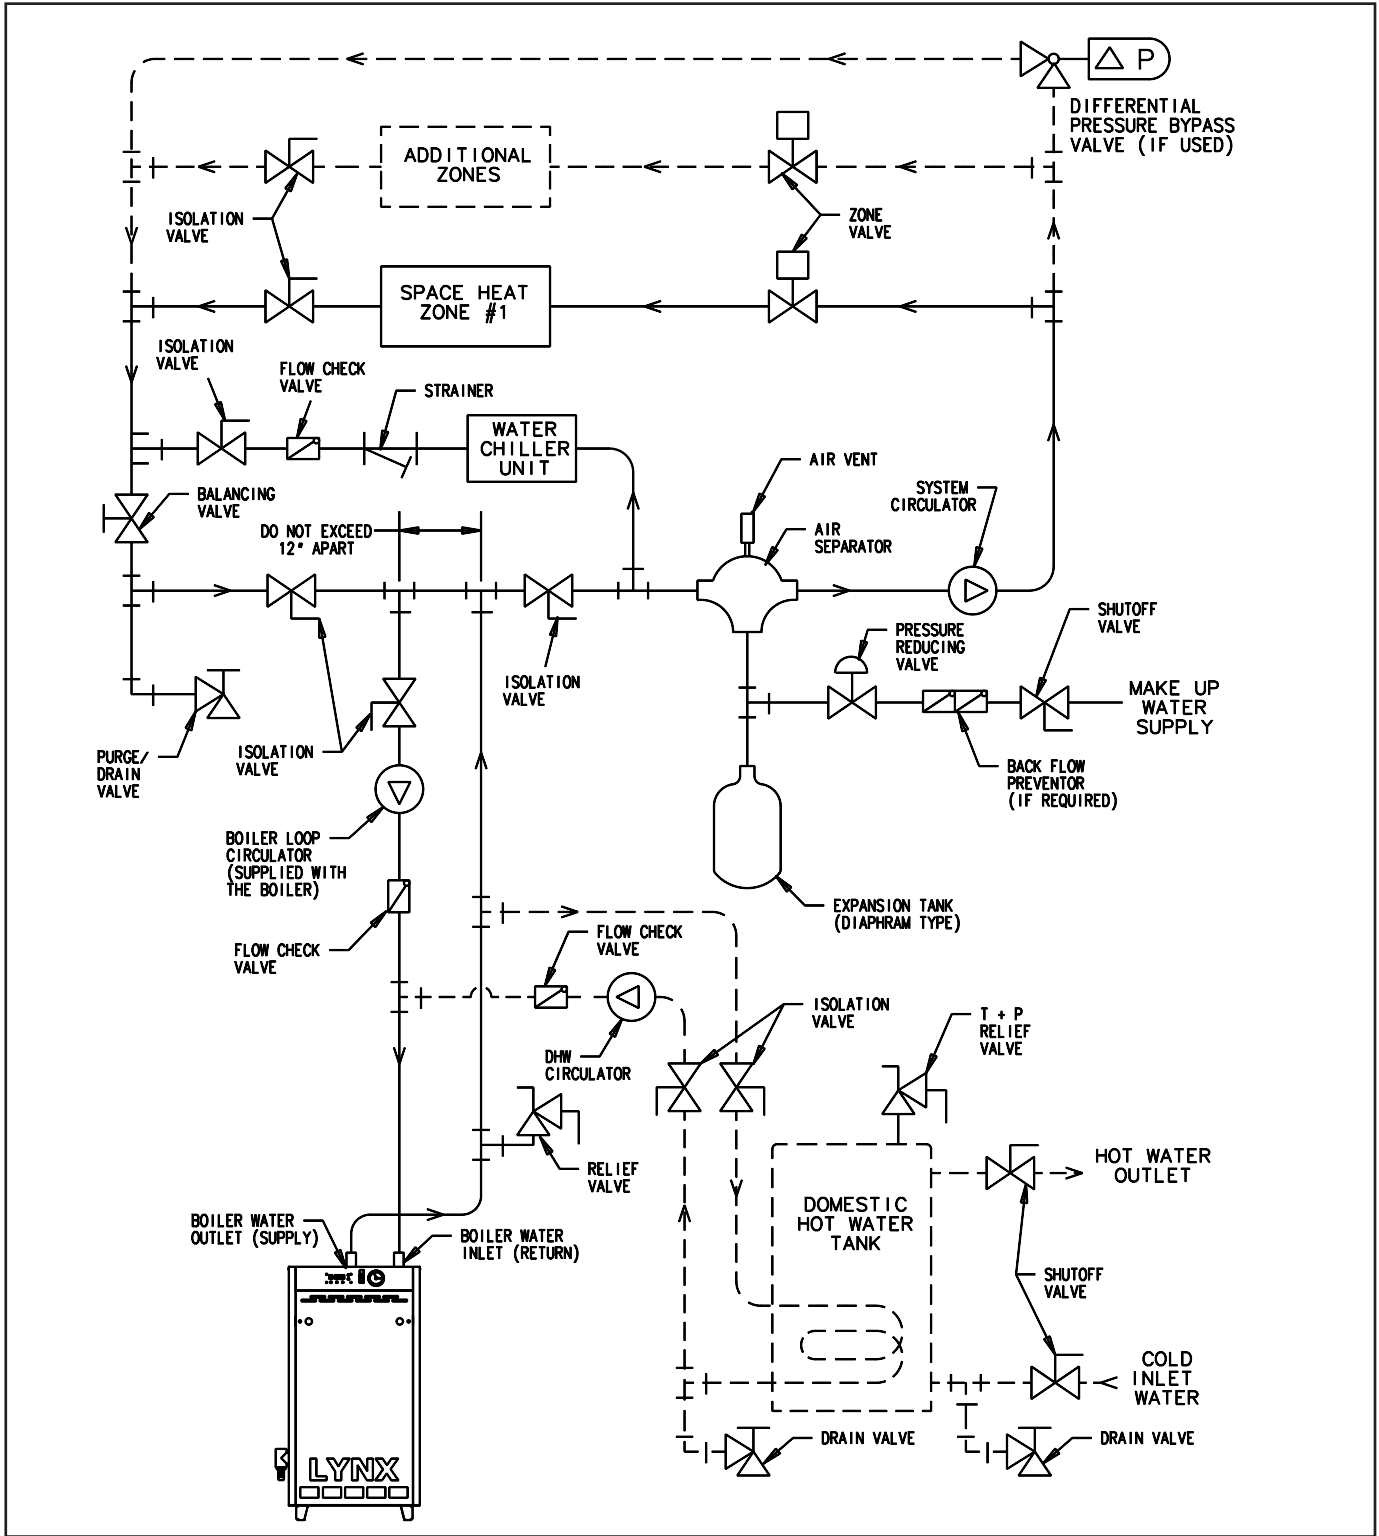 △ P
DIFFERENTIAL
PRESSURE BYPASS
VALVE (IF USED)
ADDITIONAL
ZONES
ISOLATION
VALVE
ZONE
VALVE
SPACE HEAT
ZONE #1
ISOLATION
VALVE
FLOW CHECK
VALVE
STRAINER
WATER
CHILLER
UNIT
AIR VENT
SYSTEM
CIRCULATOR
BALANCING
VALVE
DO NOT EXCEED
12" APART
AIR
SEPARATOR
SHUTOFF
VALVE
PRESSURE
REDUCING
VALVE
ISOLATION
VALVE
MAKE UP
WATER
SUPPLY
PURGE/
DRAIN
VALVE
ISOLATION
VALVE
BACK FLOW
PREVENTOR
(IF REQUIRED)
BOILER LOOP
CIRCULATOR
(SUPPLIED WITH
THE BOILER)
EXPANSION TANK
(DIAPHRAM TYPE)
FLOW CHECK
VALVE
FLOW CHECK
VALVE
ISOLATION
VALVE
T + P
RELIEF
VALVE
DHW
CIRCULATOR
RELIEF
VALVE
HOT WATER
OUTLET
DOMESTIC
HOT WATER
TANK
BOILER WATER
OUTLET (SUPPLY)
BOILER WATER
INLET (RETURN)
SHUTOFF
VALVE
COLD
INLET
WATER
DRAIN VALVE
DRAIN VALVE
LYNX